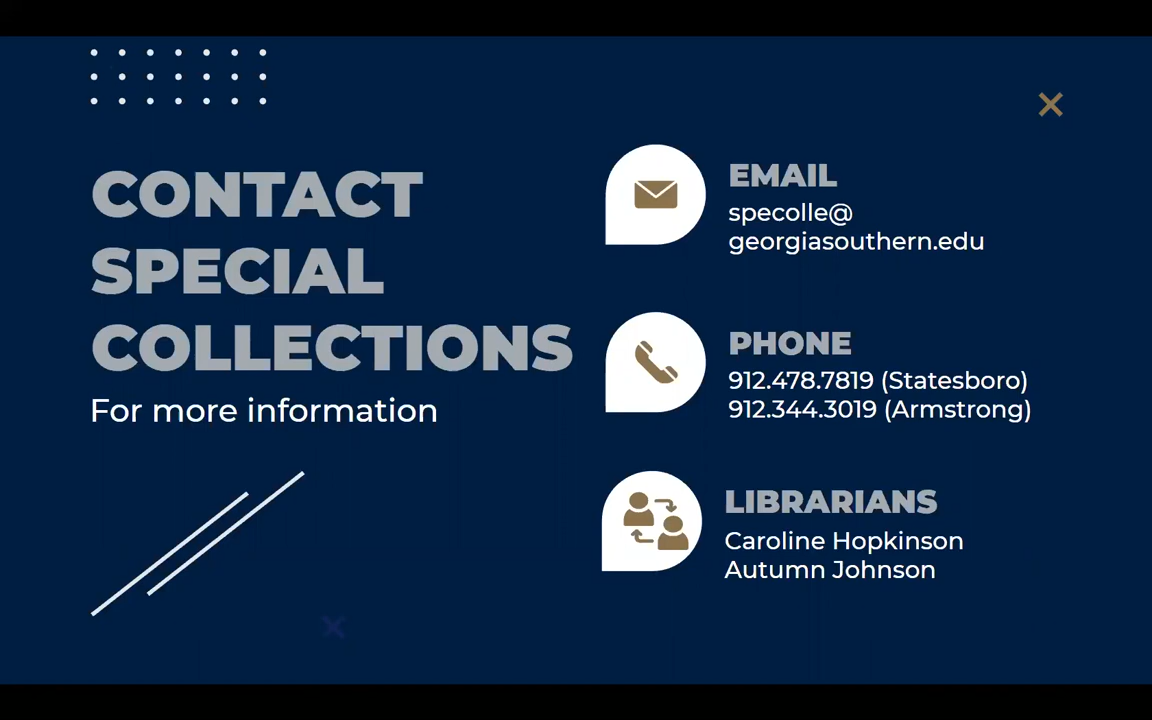 CONTACT
SPECIAL
COLLECTIONS
For more information
EMAIL
specolle@
georgiasouthern.edu
PHONE
912.478.7819 (Statesboro)
912.344.3019 (Armstrong)
LIBRARIANS
Caroline Hopkinson
Autumn Johnson